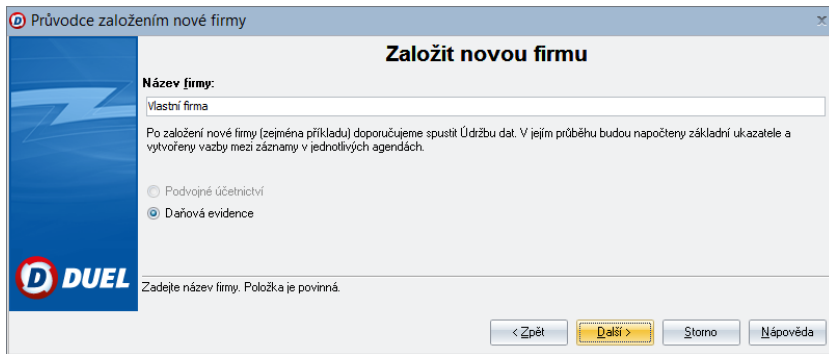 Průvodce založením nové firmy
Založit novou firmu
Název firmy:
Vlastní firma
Po založení nové firmy (zejména příkladu) doporučujeme spustit Údržbu dat. V jejím průběhu budou napočteny základní ukazatele a
vytvořeny vazby mezi záznamy v jednotlivých agendách.
Podvojné účetnictví
Daňová evidence
DUEL
Zadejte název firmy. Položka je povinná.
< Zpět
Další >
Storno
Nápověda